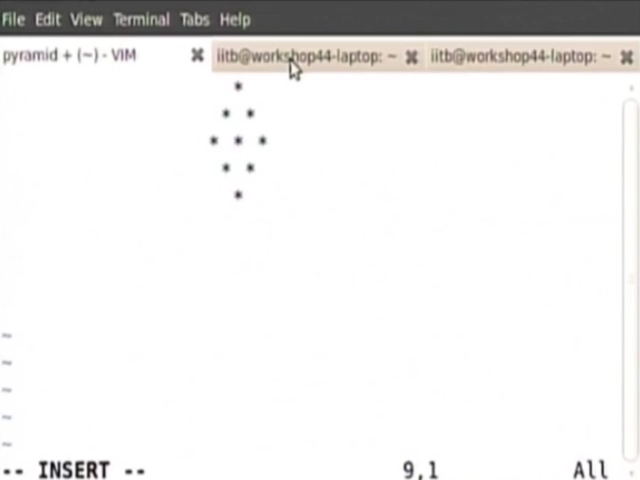 File Edit View Terminal Tabs Help
pyramid + (~) - VIM ✖ iitb@workshop44-laptop: ~ ✖ iitb@workshop44-laptop: ~ ✖
*
* *
* * *
* *
*
~
~
~
~
~
-- INSERT -- 9,1 All